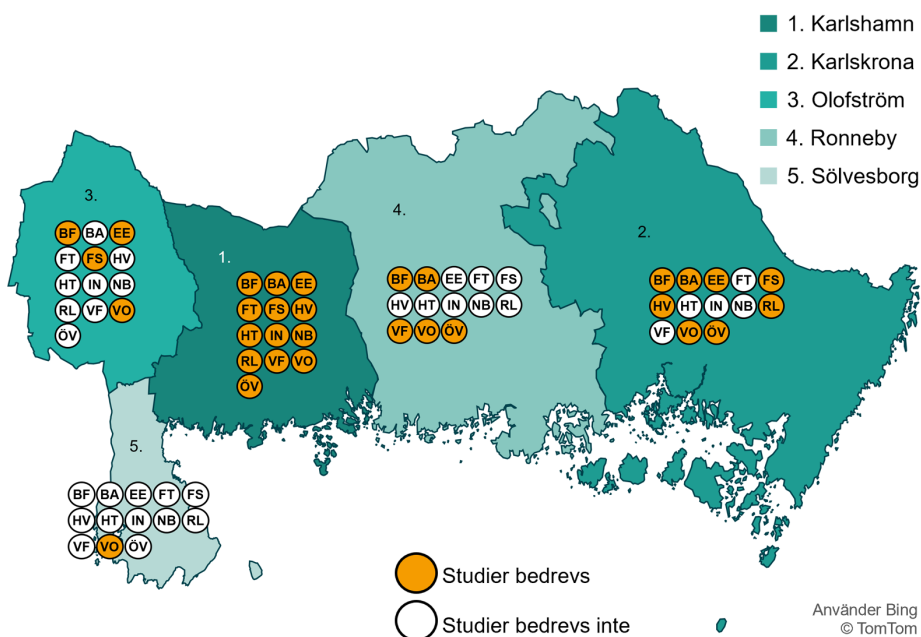 1. Karlshamn
2. Karlskrona
3. Olofström
4. Ronneby
5. Sölvesborg
3.
BF BA EE
FT FS HV
HT IN NB
RL VF VO
ÖV
1.
BF BA EE
FT FS HV
HT IN NB
RL VF VO
ÖV
4.
BF BA EE FT FS
HV HT IN NB RL
VF VO ÖV
2.
BF BA EE FT FS
HV HT IN NB RL
VF VO ÖV
5.
BF BA EE FT FS
HV HT IN NB RL
VF VO ÖV
Studier bedrevs
Studier bedrevs inte
Använder Bing
© TomTom